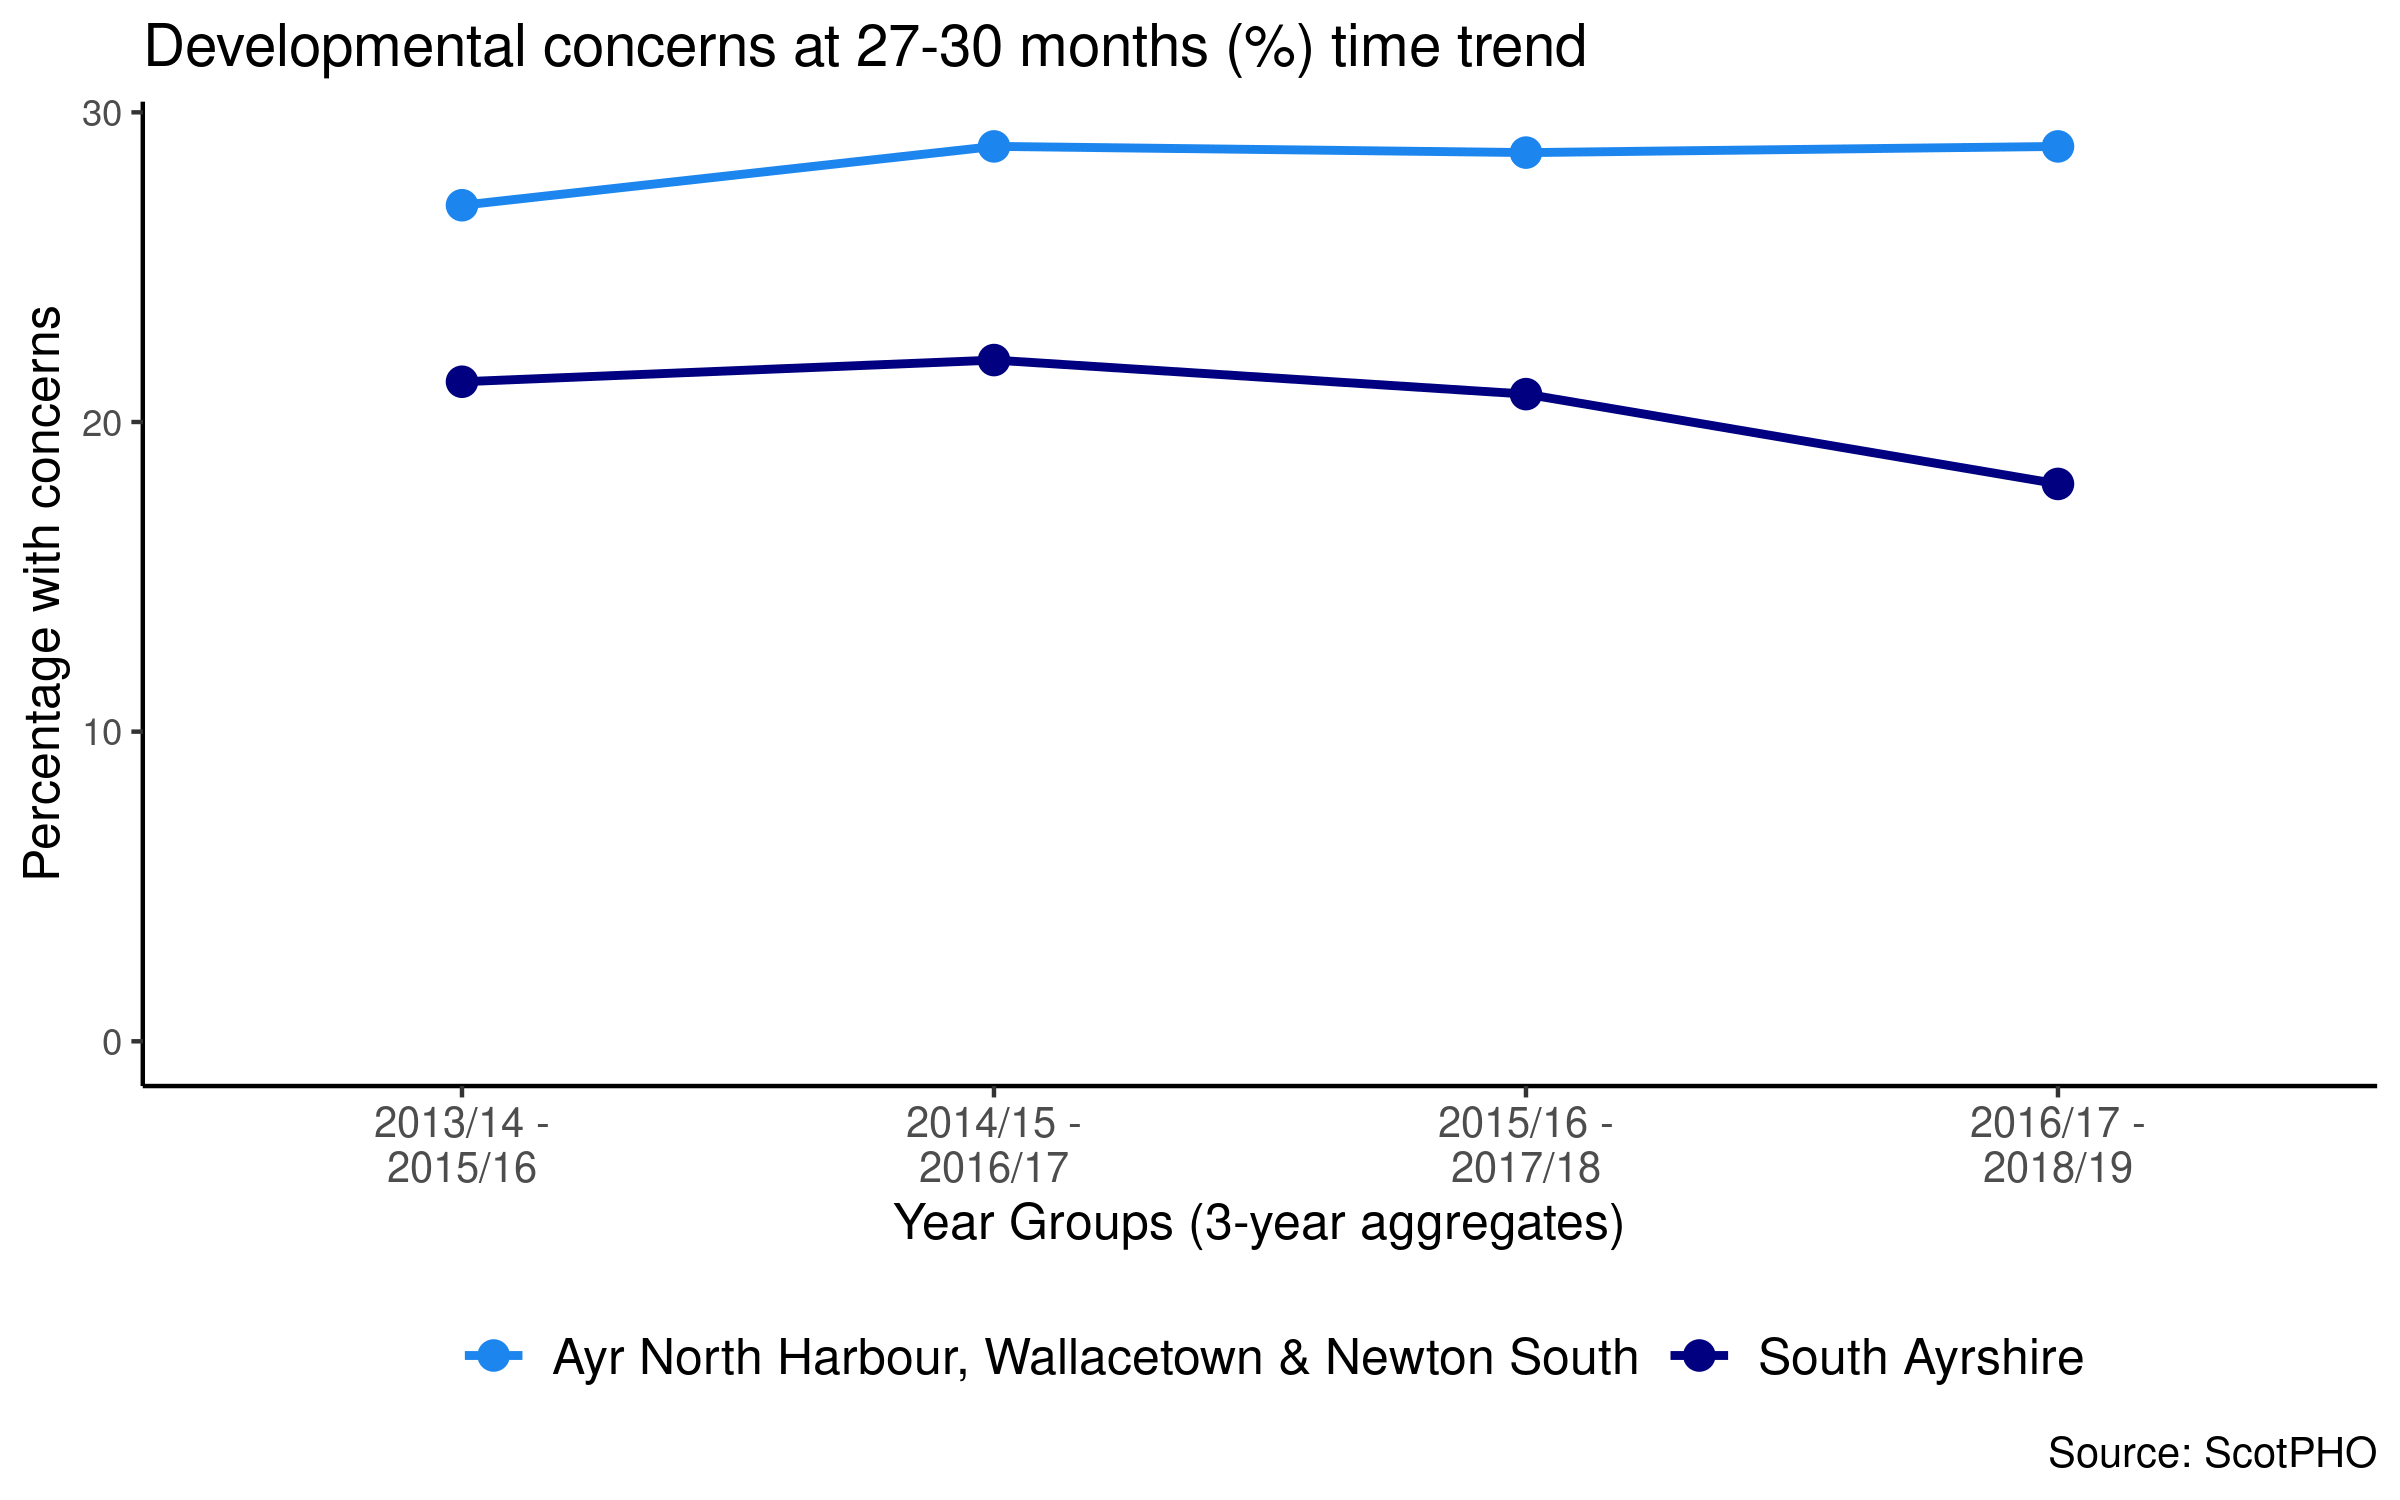 Developmental concerns at 27-30 months (%) time trend
Percentage with concerns
30
20
10
0
2013/14 -
2015/16
2014/15 -
2016/17
2015/16 -
2017/18
2016/17 -
2018/19
Year Groups (3-year aggregates)
Ayr North Harbour, Wallacetown & Newton South
South Ayrshire
Source: ScotPHO